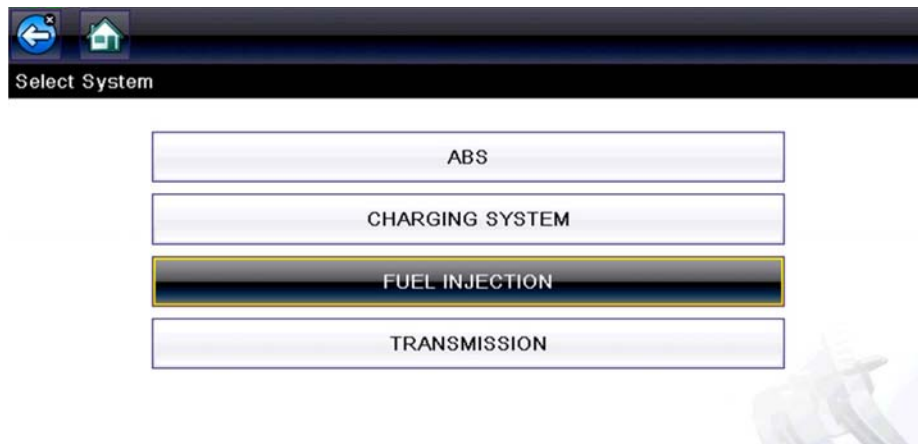 Select System
ABS
CHARGING SYSTEM
FUEL INJECTION
TRANSMISSION